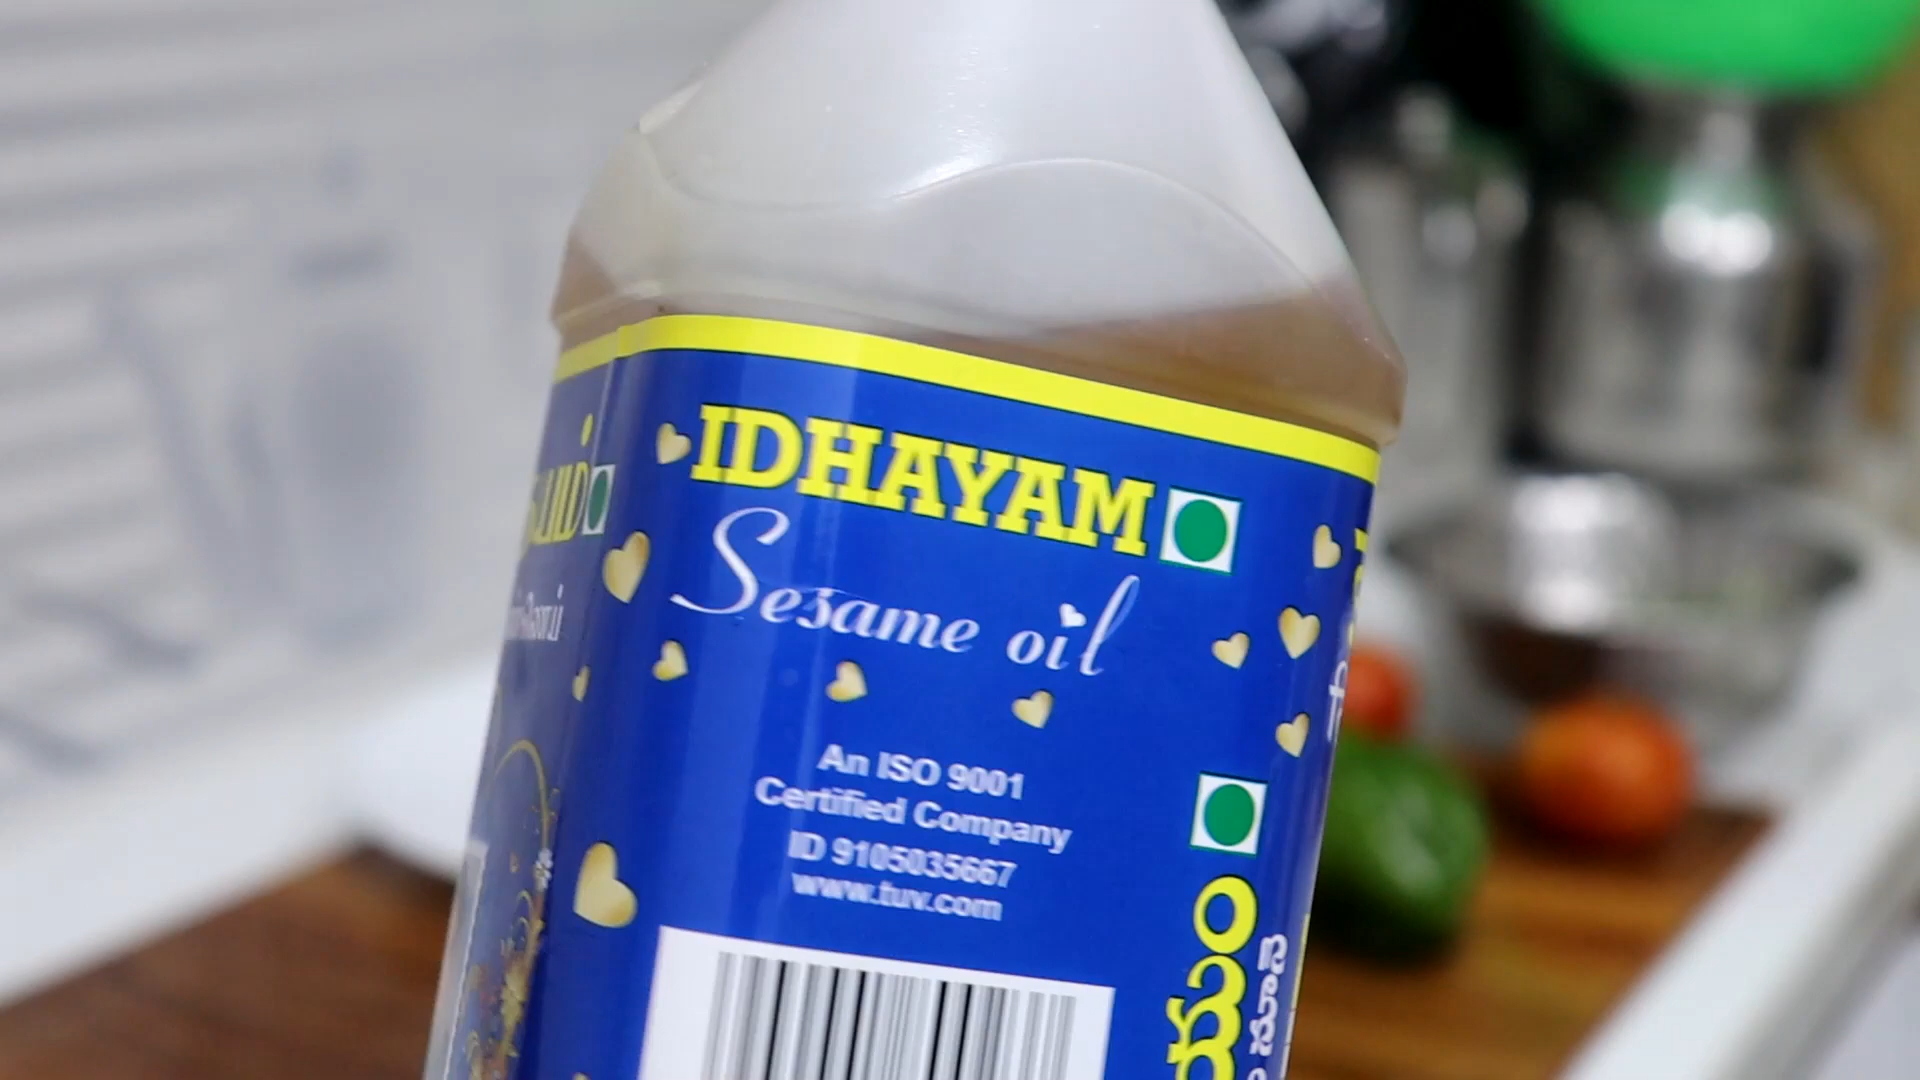 IDHAYAM
Sesame oil
An ISO 9001
Certified Company
ID 9105035667
www.tuv.com